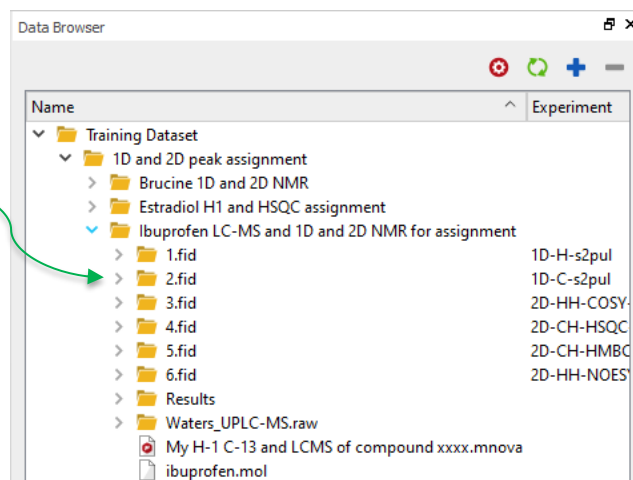 Data Browser
Name Experiment
Training Dataset
1D and 2D peak assignment
Brucine 1D and 2D NMR
Estradiol H1 and HSQC assignment
Ibuprofen LC-MS and 1D and 2D NMR for assignment
1.fid 1D-H-s2pul
2.fid 1D-C-s2pul
3.fid 2D-HH-COSY-
4.fid 2D-CH-HSQC
5.fid 2D-CH-HMBC
6.fid 2D-HH-NOESY
Results
Waters_UPLC-MS.raw
My H-1 C-13 and LCMS of compound xxxx.mnova
ibuprofen.mol